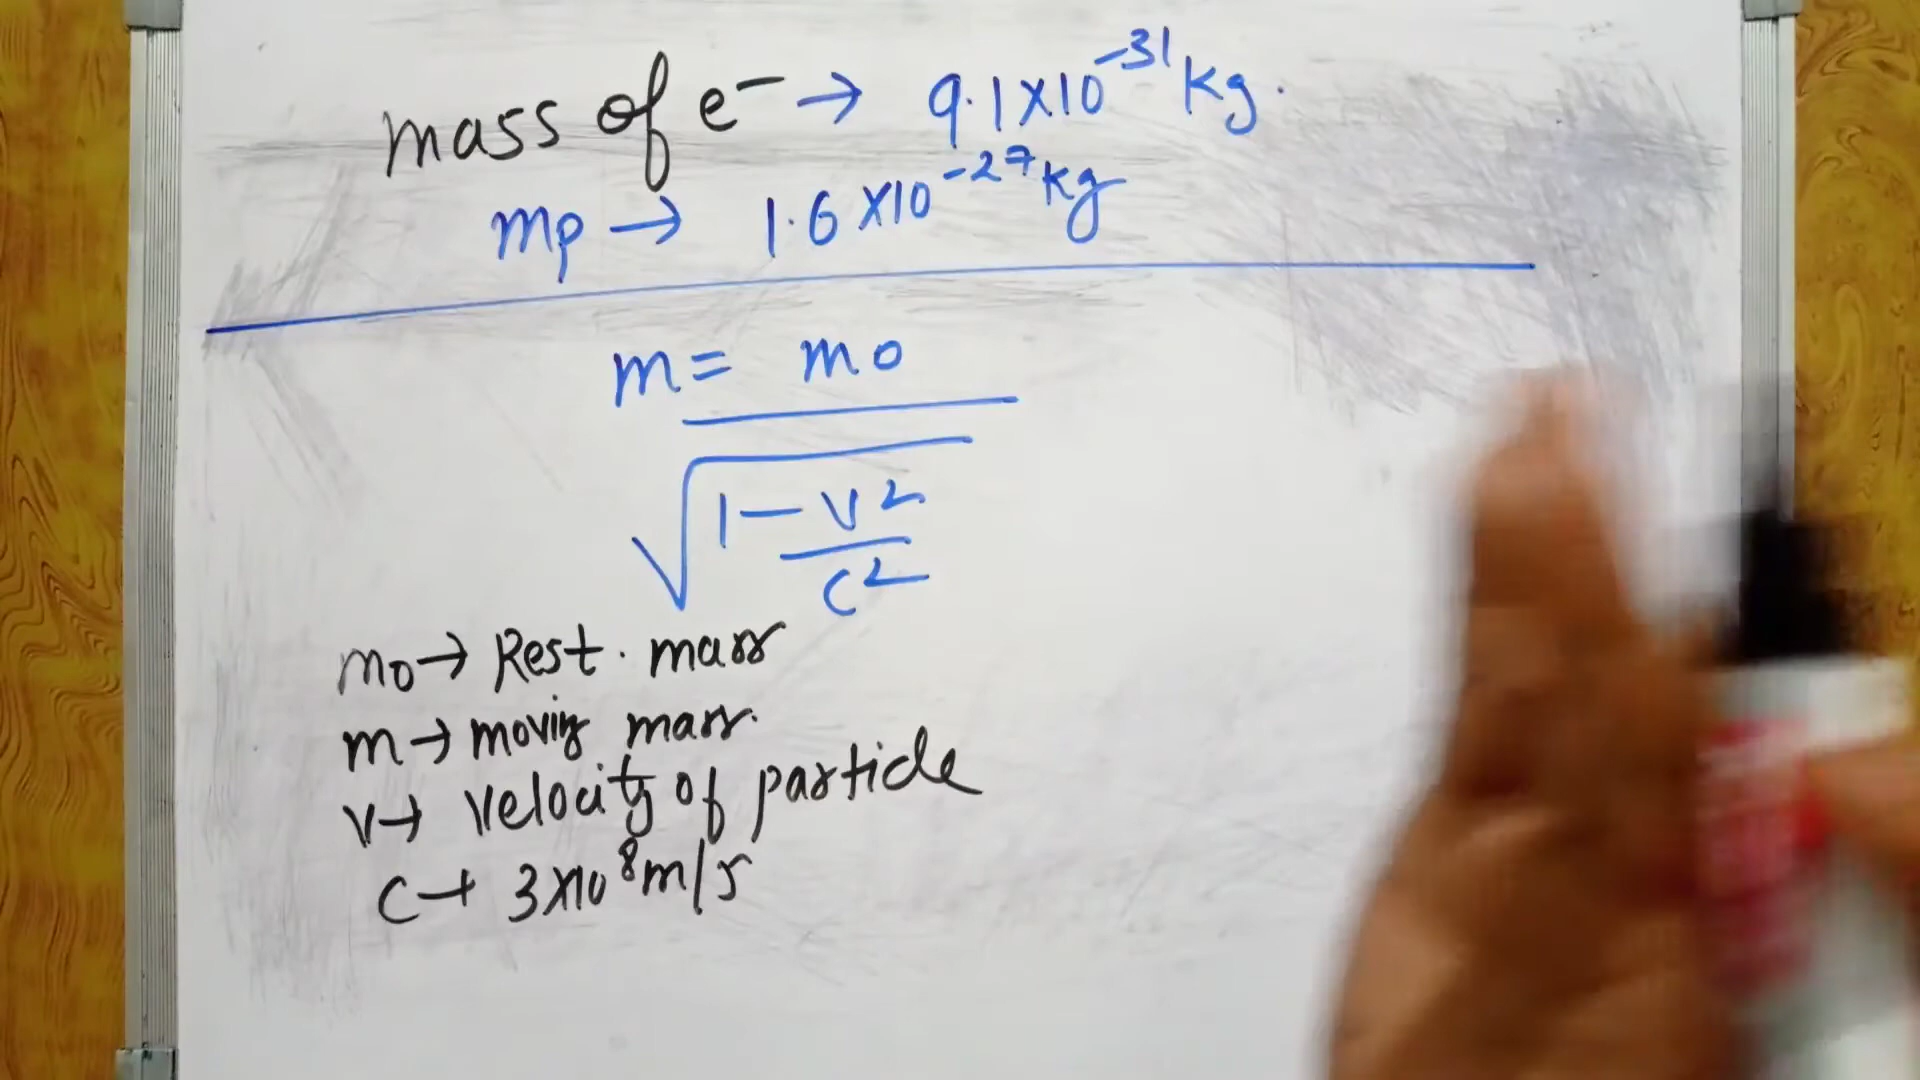 mass of e⁻ → 9.1×10⁻³¹ kg.
mp → 1.6×10⁻²⁷ kg
m = mo
√1 - v²
c²
mo → Rest. mass
m → moving mass.
v → velocity of particle
c → 3×10⁸ m/s